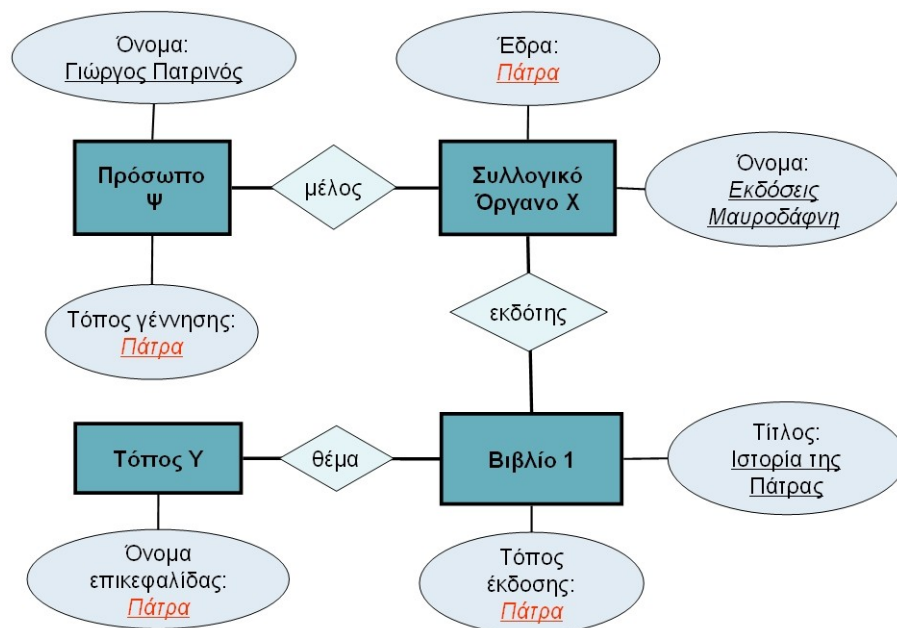 Όνομα:
Γιώργος Πατρινός
Έδρα:
Πάτρα
Πρόσωπο
Ψ
μέλος
Συλλογικό
Όργανο Χ
Όνομα:
Εκδόσεις
Μαυροδάφνη
Τόπος γέννησης:
Πάτρα
εκδότης
Τόπος Υ
θέμα
Βιβλίο 1
Τίτλος:
Ιστορία της
Πάτρας
Όνομα
επικεφαλίδας:
Πάτρα
Τόπος
έκδοσης:
Πάτρα